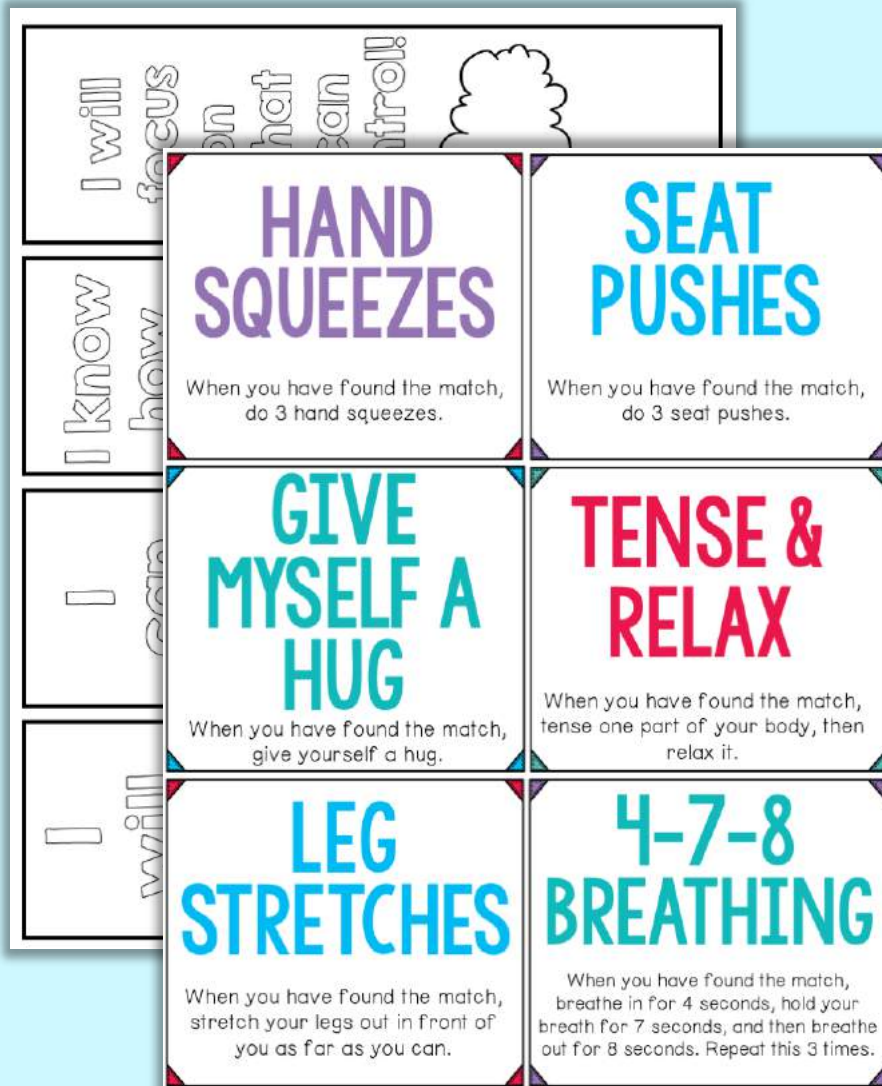 I will
focus
on
can
I know
how
I
can
I
will
HAND
SQUEEZES
When you have found the match,
do 3 hand squeezes.
SEAT
PUSHES
When you have found the match,
do 3 seat pushes.
GIVE
MYSELF A
HUG
When you have found the match,
give yourself a hug.
TENSE &
RELAX
When you have found the match,
tense one part of your body, then
relax it.
LEG
STRETCHES
When you have found the match,
stretch your legs out in front of
you as far as you can.
4-7-8
BREATHING
When you have found the match,
breathe in for 4 seconds, hold your
breath for 7 seconds, and then breathe
out for 8 seconds. Repeat this 3 times.